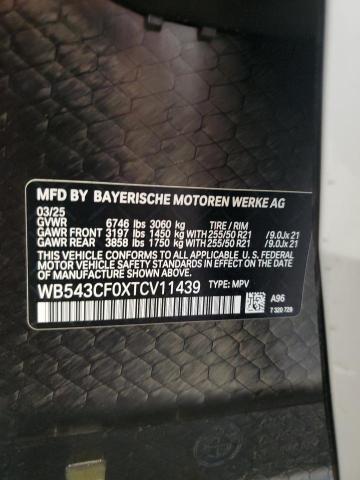 MFD BY BAYERISCHE MOTOREN WERKE AG
03/25
GVWR 6746 lbs 3060 kg TIRE / RIM
GAWR FRONT 3197 lbs 1450 kg WITH 255/50 R21 /9.0Jx 21
GAWR REAR 3858 lbs 1750 kg WITH 255/50 R21 /9.0Jx 21
THIS VEHICLE CONFORMS TO ALL APPLICABLE U.S. FEDERAL MOTOR
VEHICLE SAFETY STANDARDS IN EFFECT ON THE DATE OF
MANUFACTURE SHOWN ABOVE.
WB543CF0XTCV11439 TYPE: MPV
A96
7 320 729